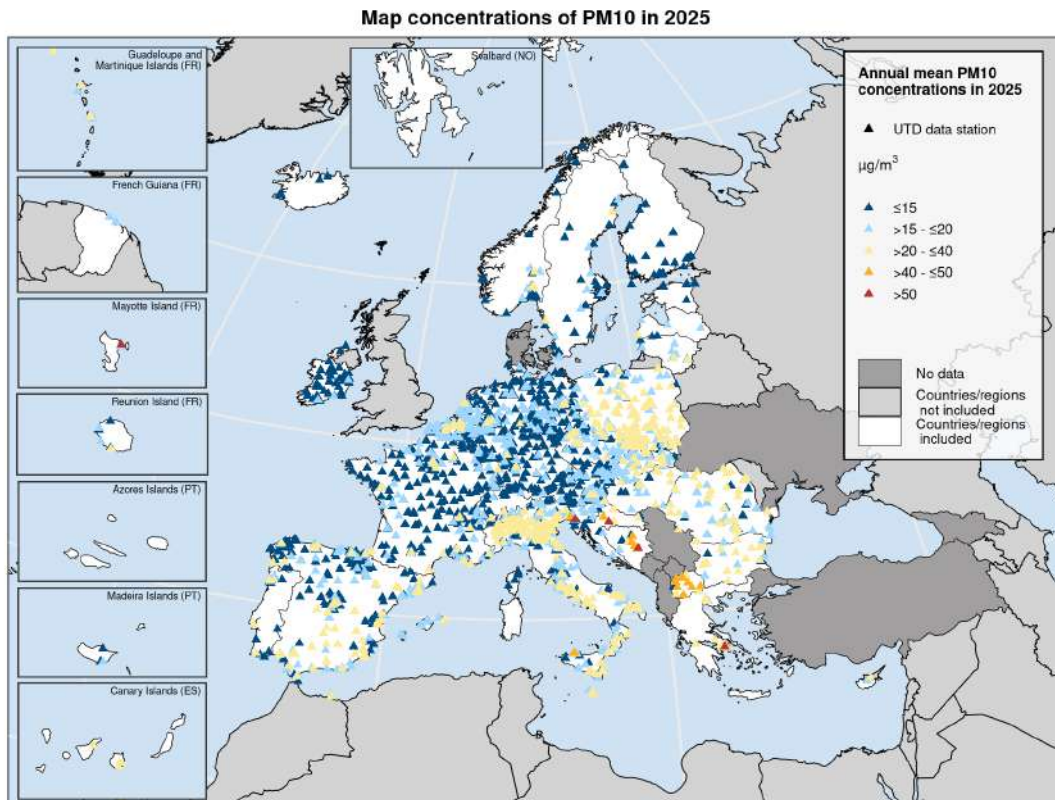 Map concentrations of PM10 in 2025
Guadeloupe and
Martinique Islands (FR)
Svalbard (NO)
French Guiana (FR)
Mayotte Island (FR)
Reunion Island (FR)
Azores Islands (PT)
Madeira Islands (PT)
Canary Islands (ES)
Annual mean PM10
concentrations in 2025
UTD data station
µg/m³
≤15
>15 - ≤20
>20 - ≤40
>40 - ≤50
>50
No data
Countries/regions
not included
Countries/regions
included